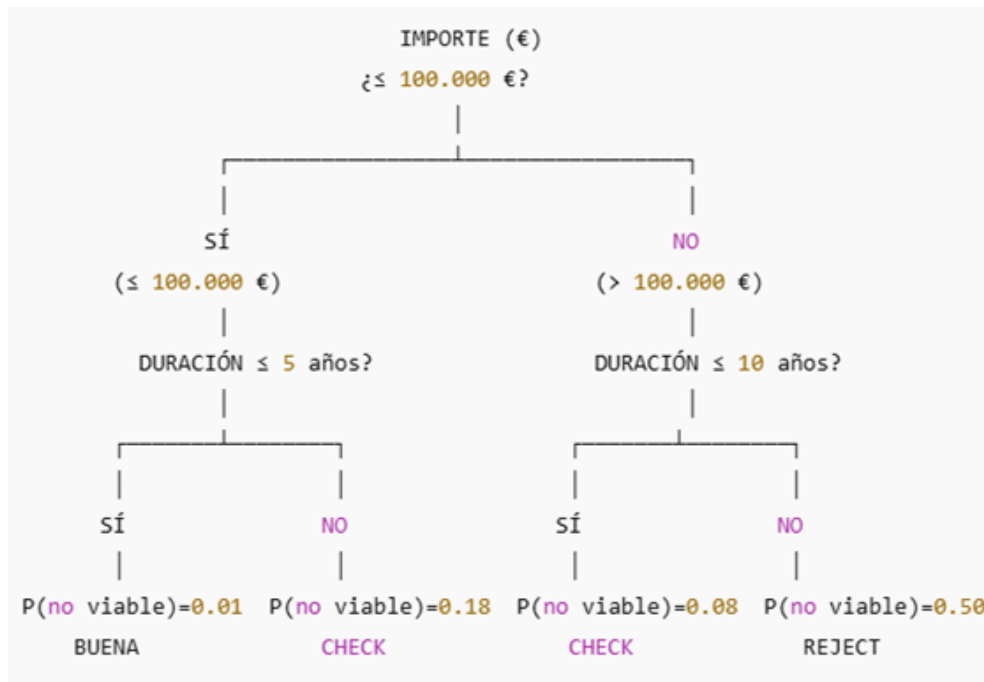 IMPORTE (€)
¿≤ 100.000 €?
SÍ NO
(≤ 100.000 €) (> 100.000 €)
DURACIÓN ≤ 5 años? DURACIÓN ≤ 10 años?
SÍ NO SÍ NO
P(no viable)=0.01 P(no viable)=0.18 P(no viable)=0.08 P(no viable)=0.50
BUENA CHECK CHECK REJECT